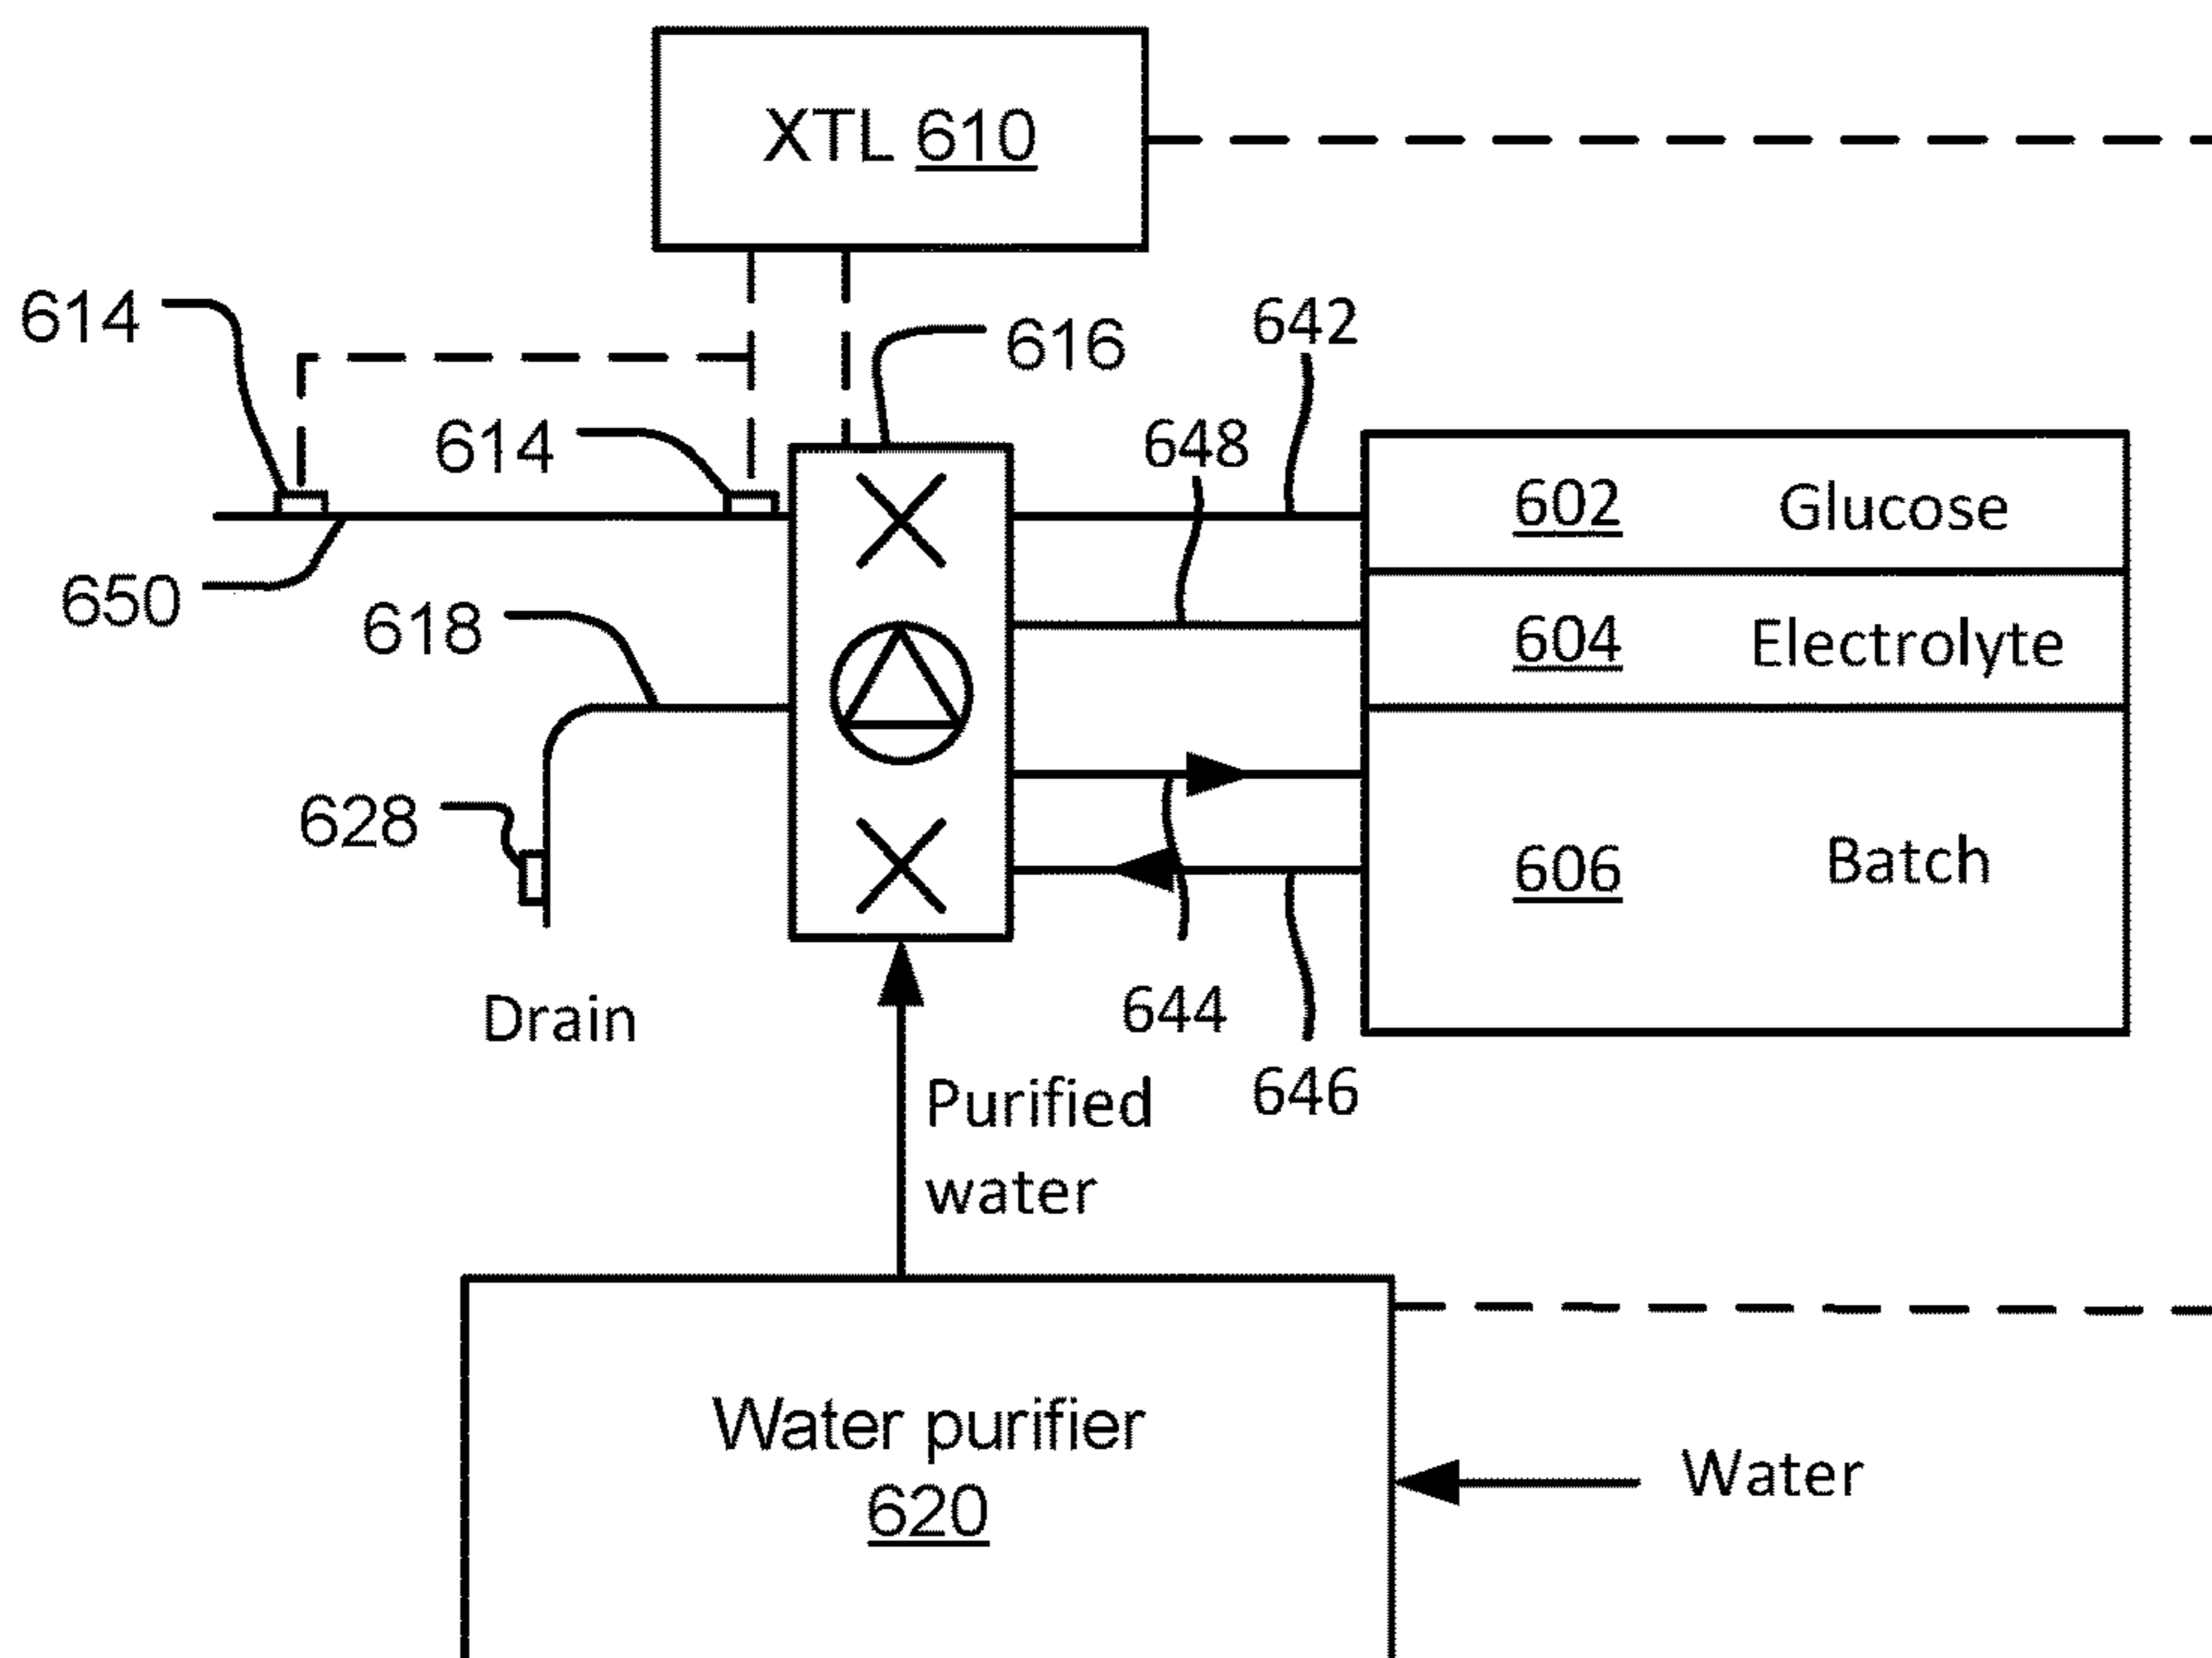 XTL 610
614
616
642
614
648
602 Glucose
650
618
604 Electrolyte
628
606 Batch
Drain
644
646
Purified
water
Water purifier
620
Water